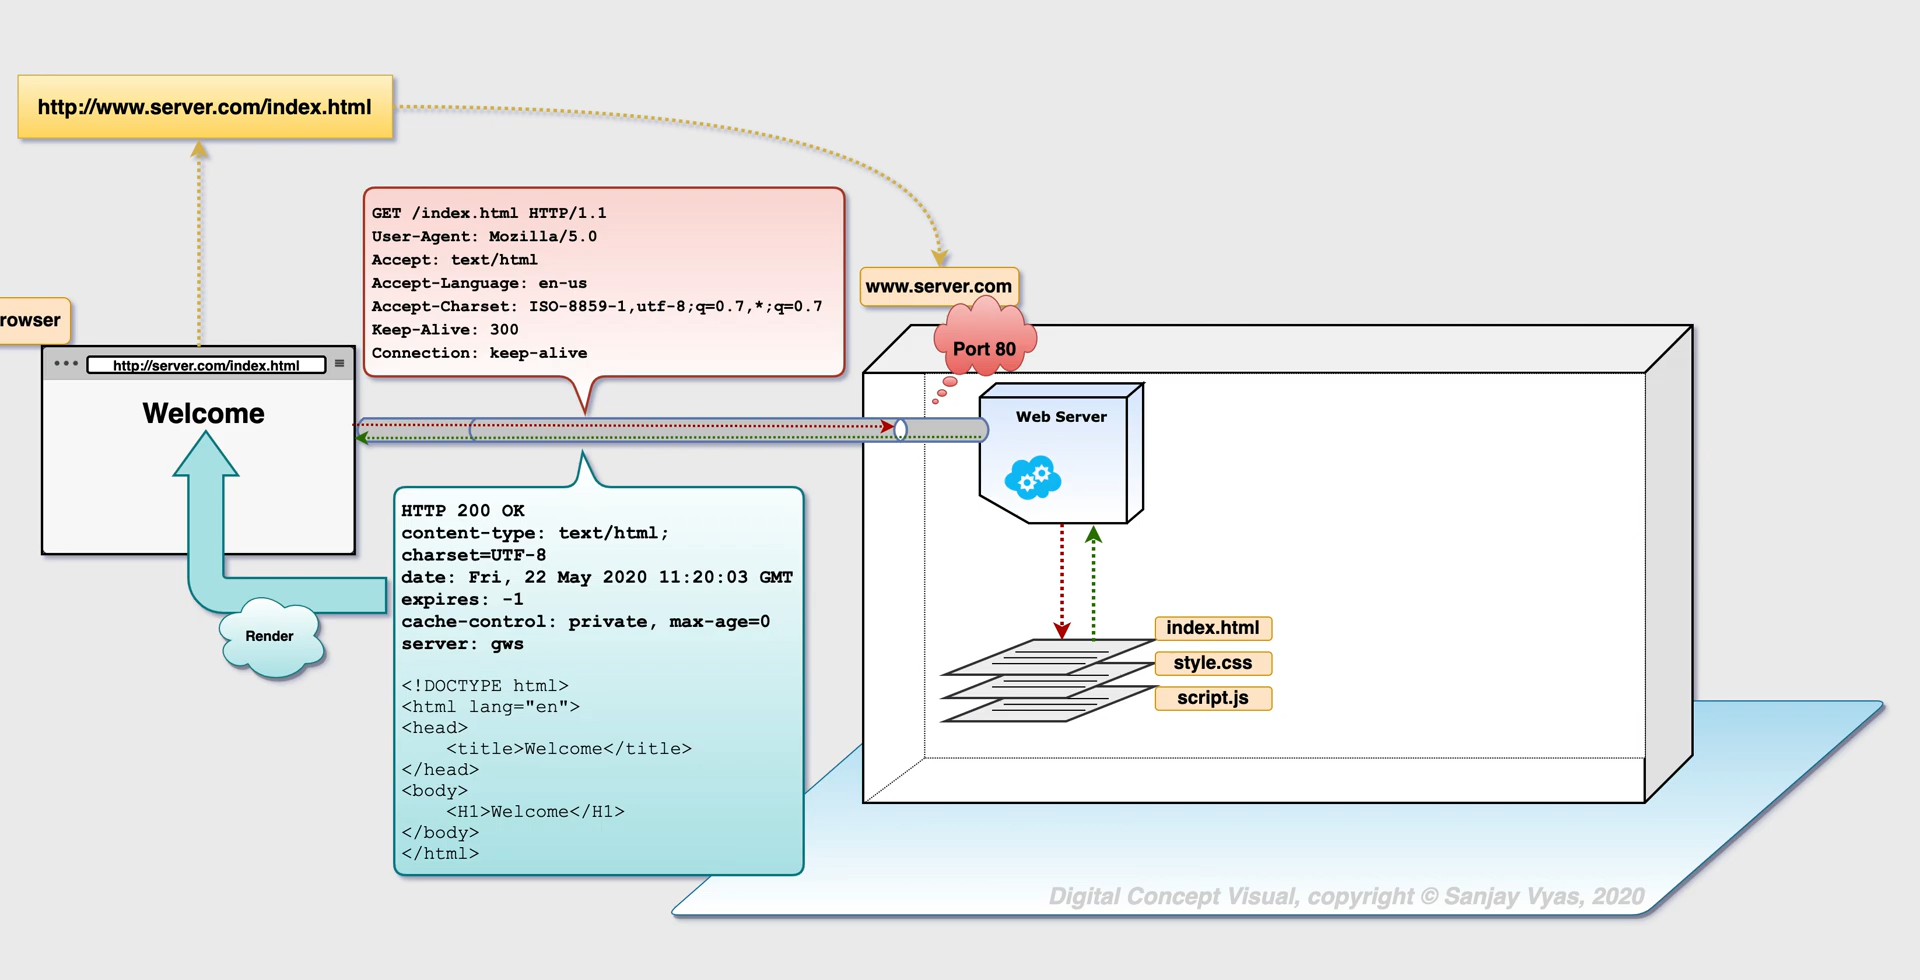 http://www.server.com/index.html
GET /index.html HTTP/1.1
User-Agent: Mozilla/5.0
Accept: text/html
Accept-Language: en-us
Accept-Charset: ISO-8859-1,utf-8;q=0.7,*;q=0.7
Keep-Alive: 300
Connection: keep-alive
www.server.com
rowser
Port 80
http://server.com/index.html
Welcome
Web Server
HTTP 200 OK
content-type: text/html;
charset=UTF-8
date: Fri, 22 May 2020 11:20:03 GMT
expires: -1
cache-control: private, max-age=0
server: gws
<!DOCTYPE html>
<html lang="en">
<head>
<title>Welcome</title>
</head>
<body>
<H1>Welcome</H1>
</body>
</html>
Render
index.html
style.css
script.js
Digital Concept Visual, copyright © Sanjay Vyas, 2020